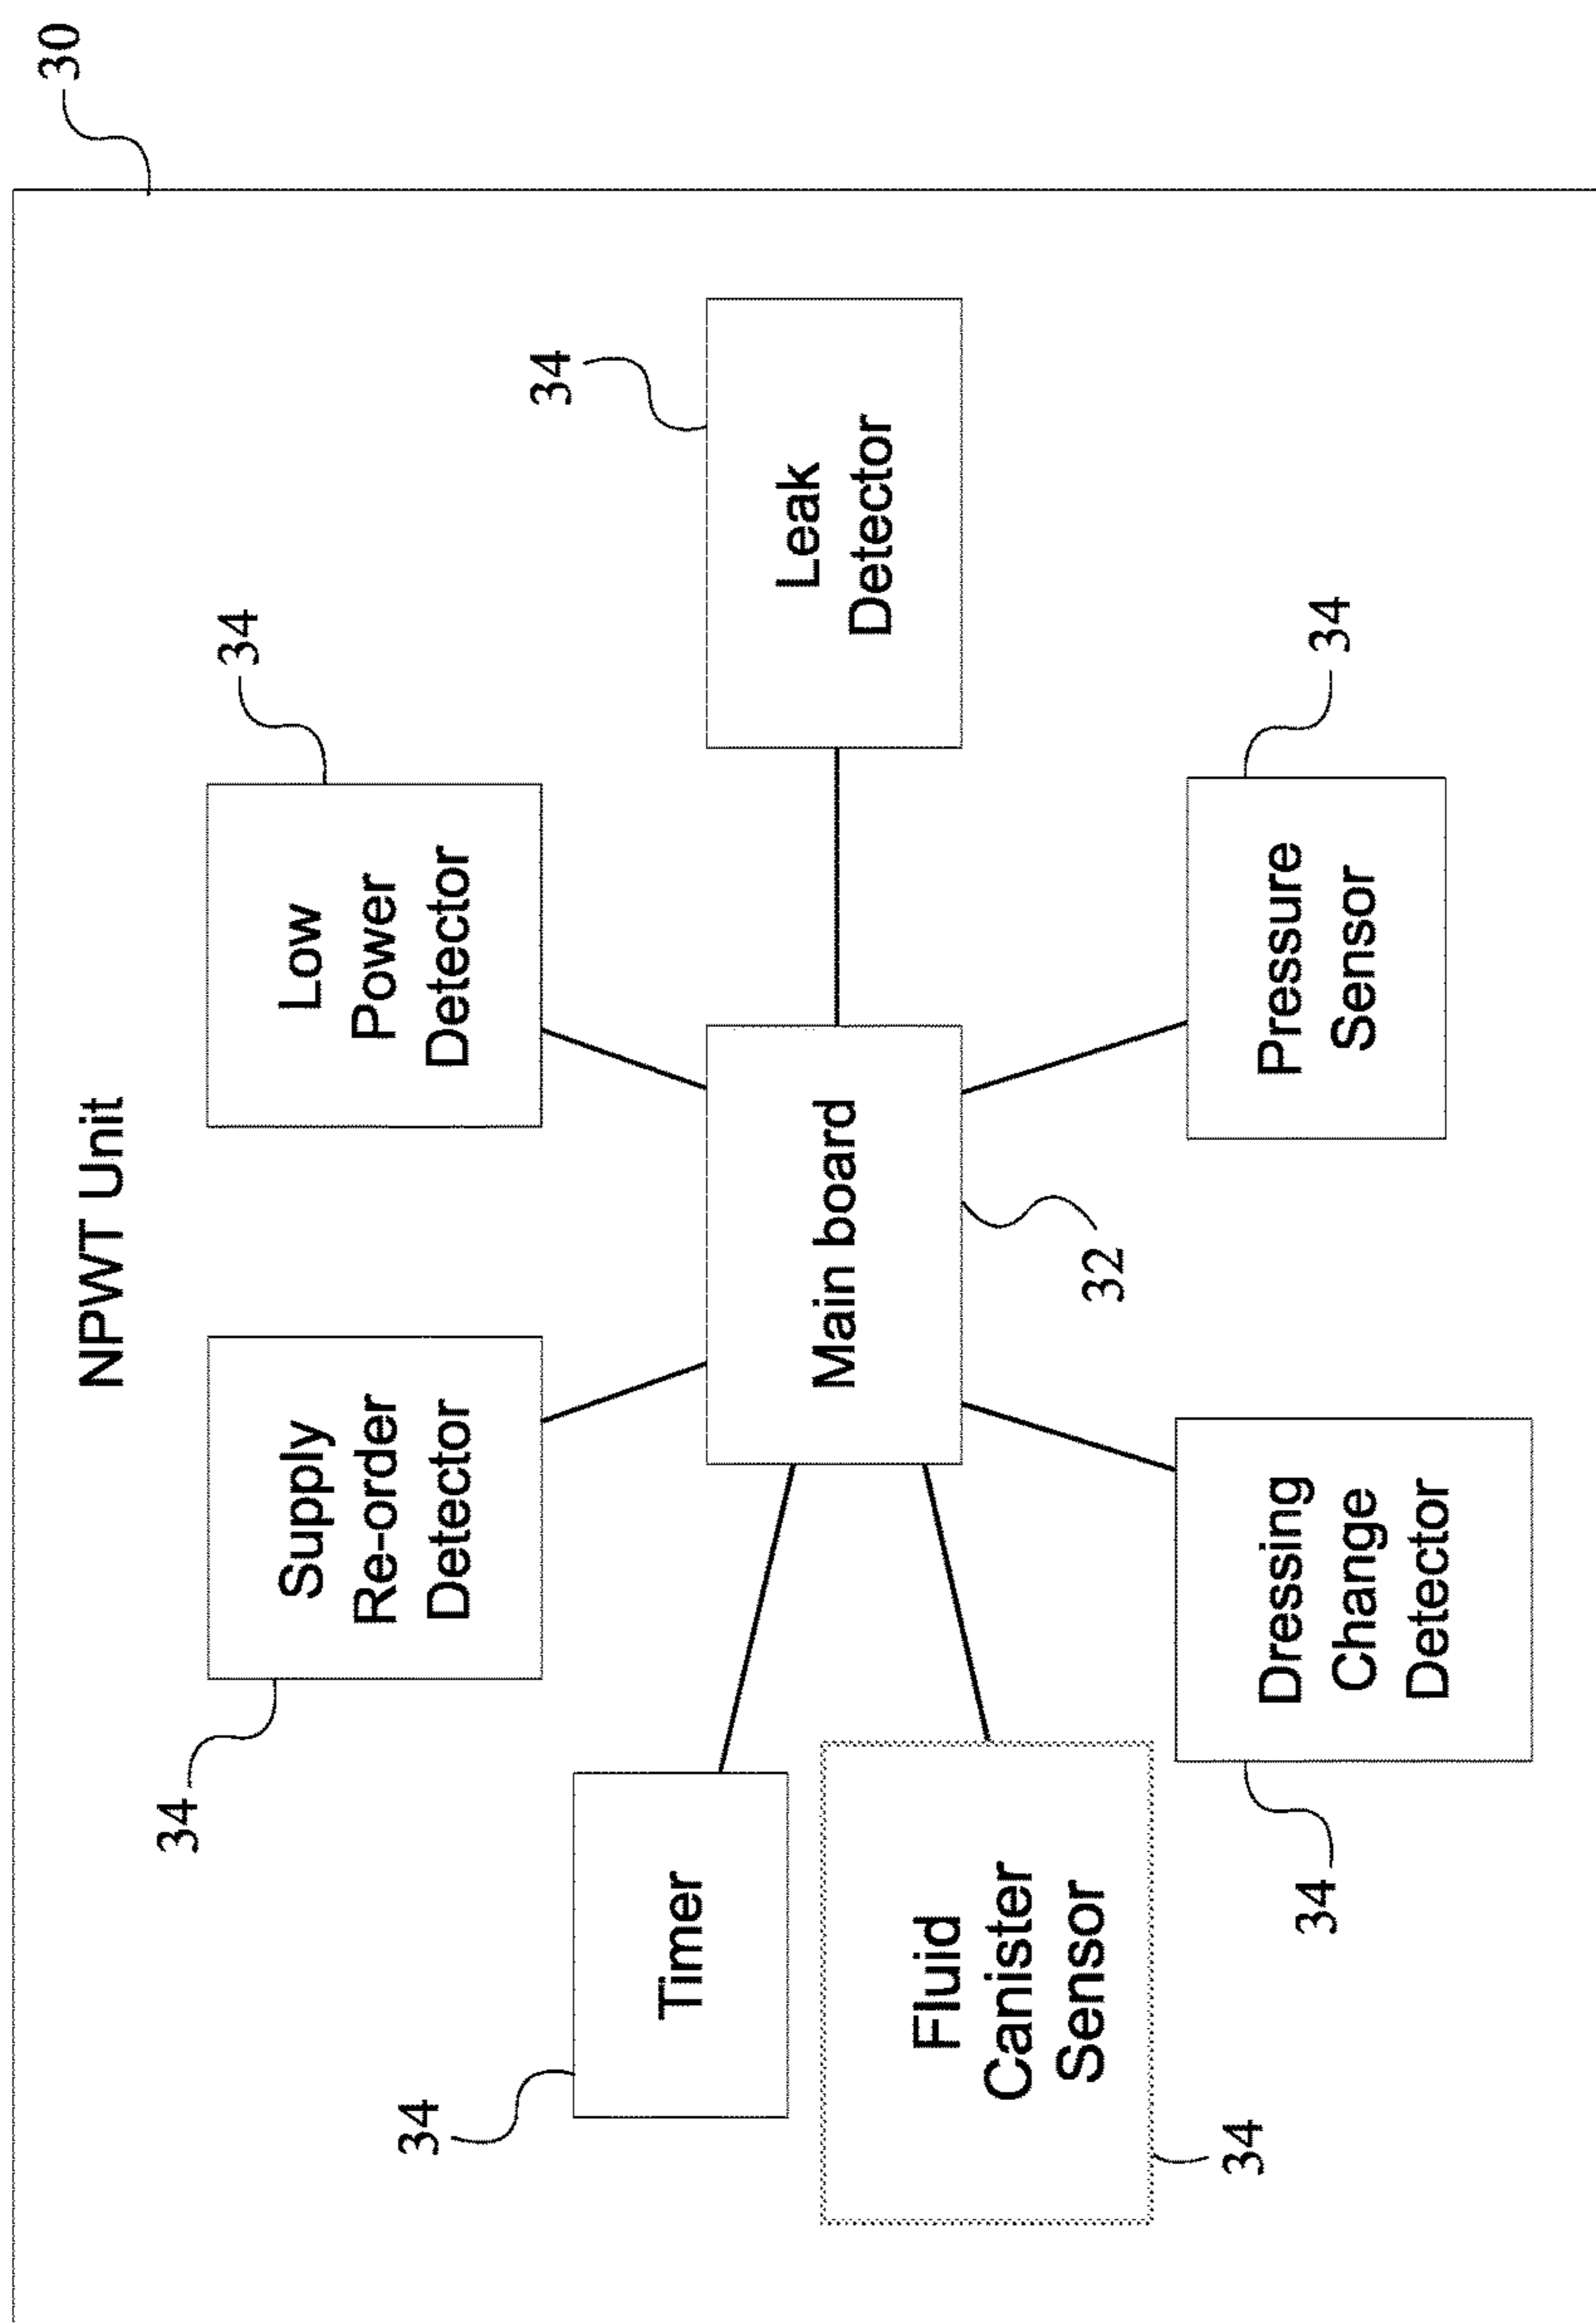 30
NPWT Unit
34
Supply
Re-order
Detector
34
Low
Power
Detector
34
Timer
34
Leak
Detector
Main board
32
Fluid
Canister
Sensor
34
34
Dressing
Change
Detector
34
Pressure
Sensor